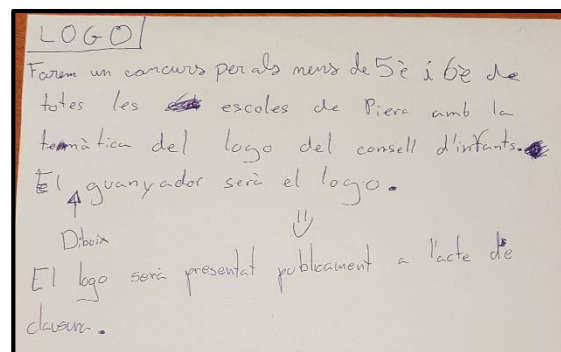 LOGO
Farem un concurs per als nens de 5è i 6è de
totes les escoles de Piera amb la
temàtica del logo del consell d'infants.
El guanyador serà el logo.
Dibuix
El logo serà presentat publicament a l'acte de
clausura.